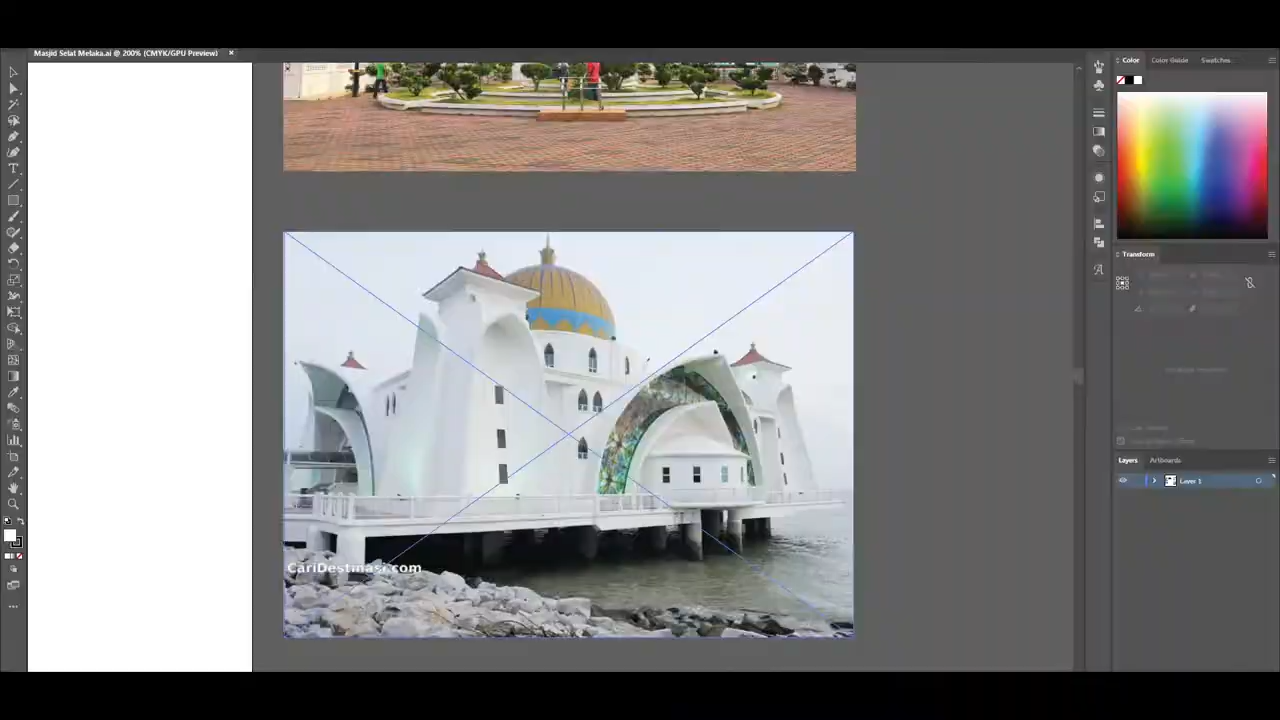 Masjid Selat Melaka.ai @ 200% (CMYK/GPU Preview) ×
Color Color Guide Swatches
Transform
Layers Artboards
Layer 1
CariDestinasi.com